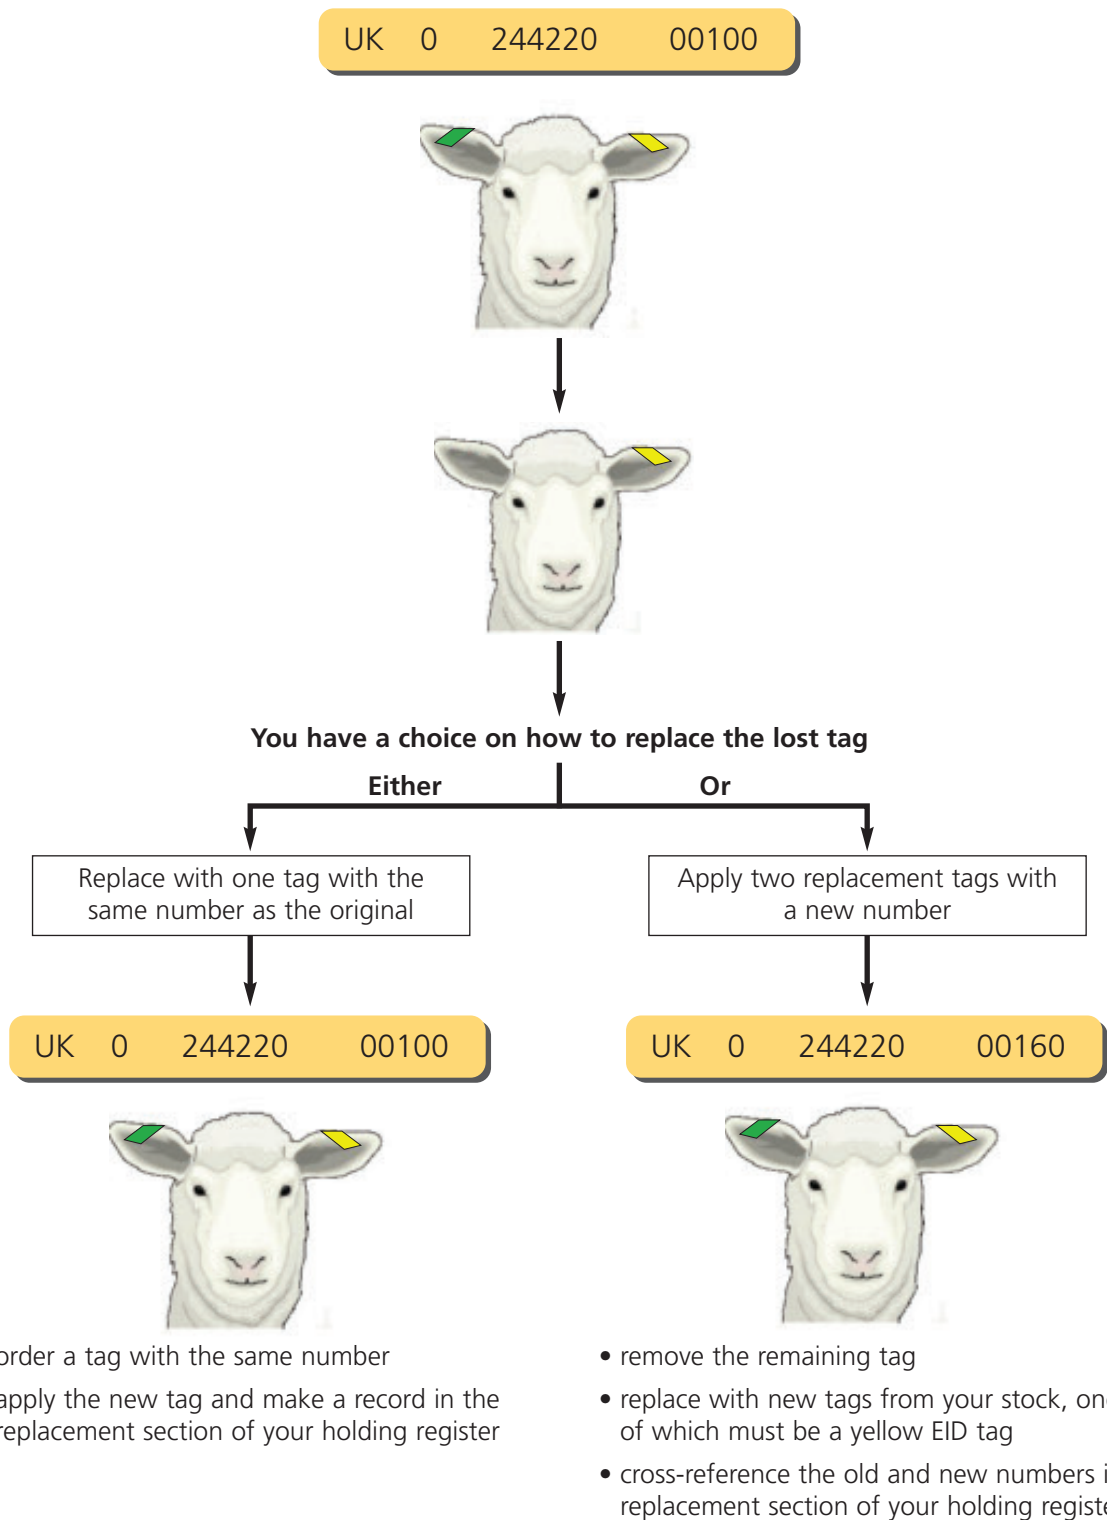 UK 0 244220 00100
You have a choice on how to replace the lost tag
Either Or
Replace with one tag with the
same number as the original
Apply two replacement tags with
a new number
UK 0 244220 00100
UK 0 244220 00160
order a tag with the same number
apply the new tag and make a record in the
replacement section of your holding register
• remove the remaining tag
• replace with new tags from your stock, one
of which must be a yellow EID tag
• cross-reference the old and new numbers
replacement section of your holding